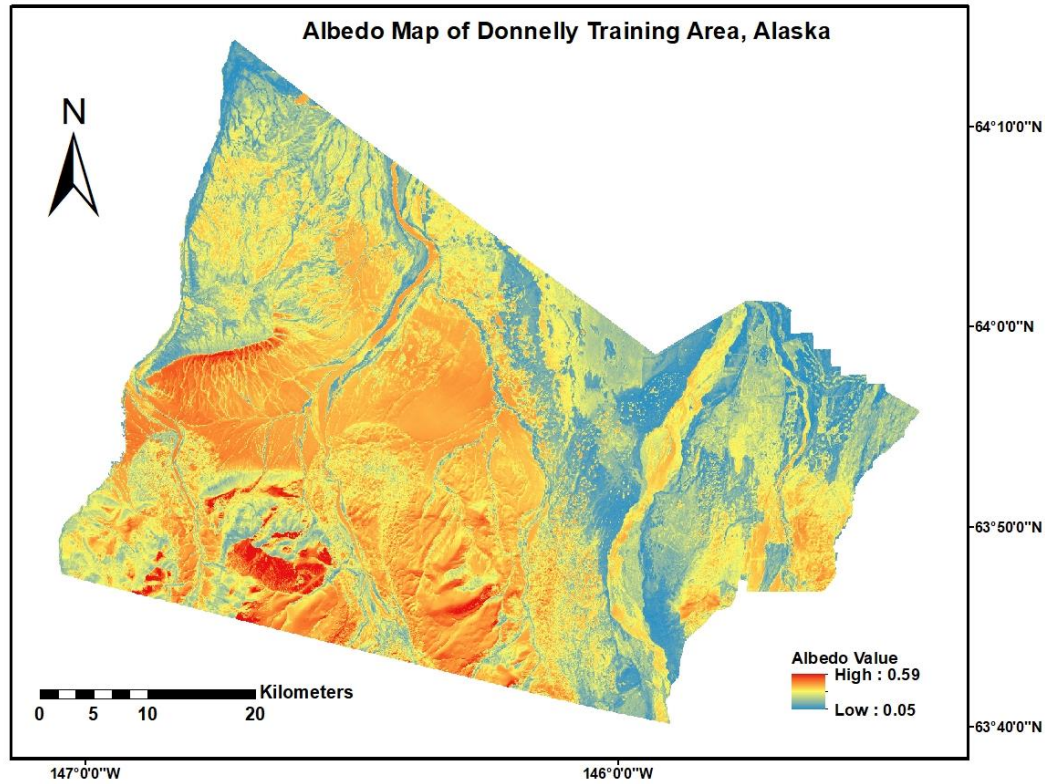 Albedo Map of Donnelly Training Area, Alaska
N
64°10'0"N
64°0'0"N
63°50'0"N
63°40'0"N
Albedo Value
High : 0.59
Low : 0.05
Kilometers
0 5 10 20
147°0'0"W 146°0'0"W